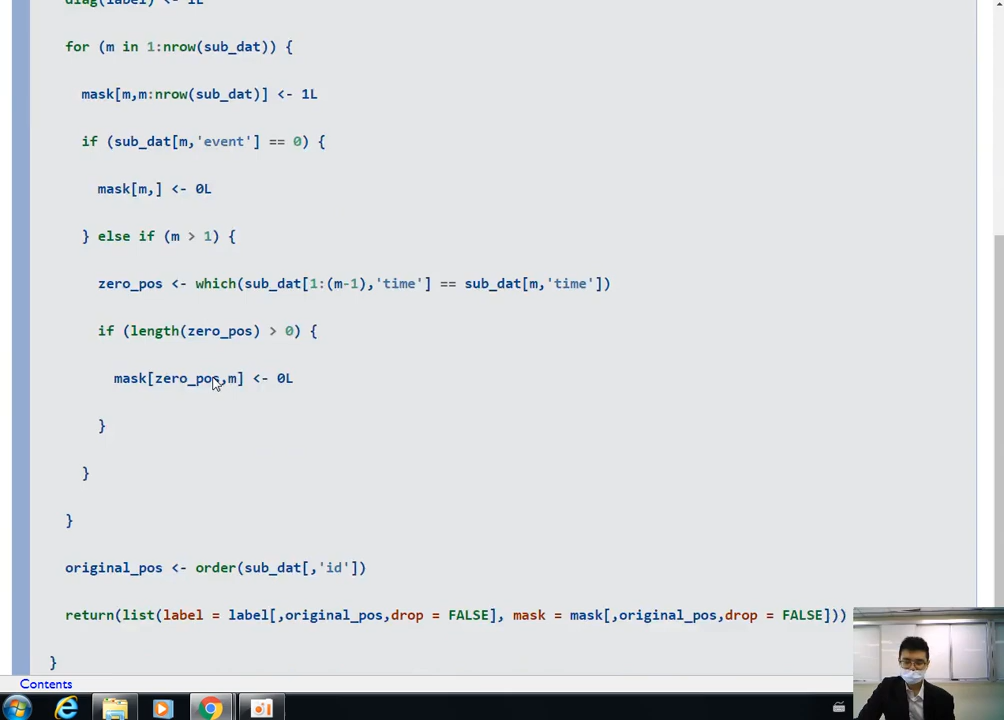 diag(label) <- 1L
for (m in 1:nrow(sub_dat)) {
mask[m,m:nrow(sub_dat)] <- 1L
if (sub_dat[m,'event'] == 0) {
mask[m,] <- 0L
} else if (m > 1) {
zero_pos <- which(sub_dat[1:(m-1),'time'] == sub_dat[m,'time'])
if (length(zero_pos) > 0) {
mask[zero_pos,m] <- 0L
}
}
}
original_pos <- order(sub_dat[,'id'])
return(list(label = label[,original_pos,drop = FALSE], mask = mask[,original_pos,drop = FALSE]))
}
Contents